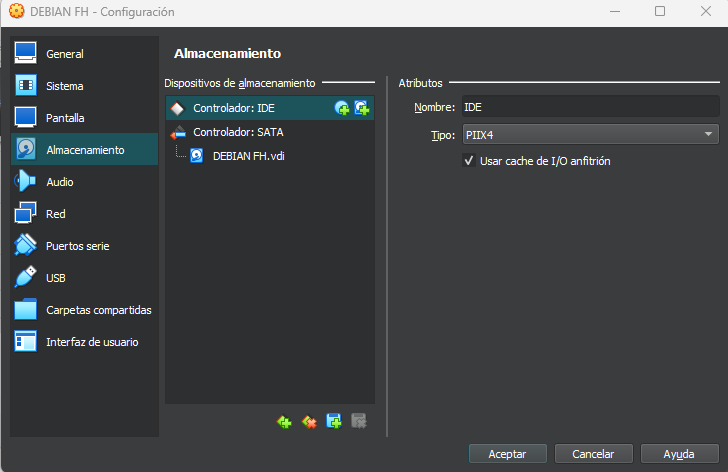 DEBIAN FH - Configuración
General
Sistema
Pantalla
Almacenamiento
Audio
Red
Puertos serie
USB
Carpetas compartidas
Interfaz de usuario
Almacenamiento
Dispositivos de almacenamiento
Controlador: IDE
Controlador: SATA
DEBIAN FH.vdi
Atributos
Nombre: IDE
Tipo: PIIX4
Usar cache de I/O anfitrión
Aceptar Cancelar Ayuda